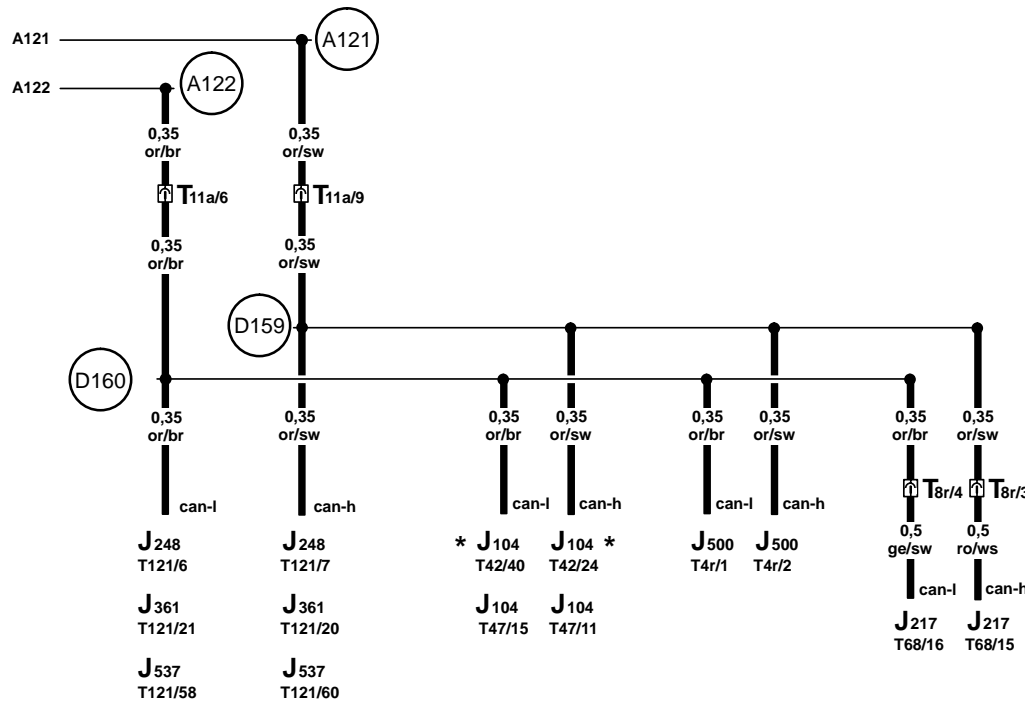 A121
A121
A122
A122
0,35 0,35
or/br or/sw
T11a/6 T11a/9
0,35 0,35
or/br or/sw
D159
D160
0,35 0,35 0,35 0,35 0,35 0,35 0,35 0,35
or/br or/sw or/br or/sw or/br or/sw or/br or/sw
T8r/4 T8r/3
can-l can-h can-l can-h can-l can-h
0,5 0,5
ge/sw ro/ws
J248 J248 * J104 J104 * J500 J500
T121/6 T121/7 T42/40 T42/24 T4r/1 T4r/2
can-l can-h
J361 J361 J104 J104 J217 J217
T121/21 T121/20 T47/15 T47/11 T68/16 T68/15
J537 J537
T121/58 T121/60